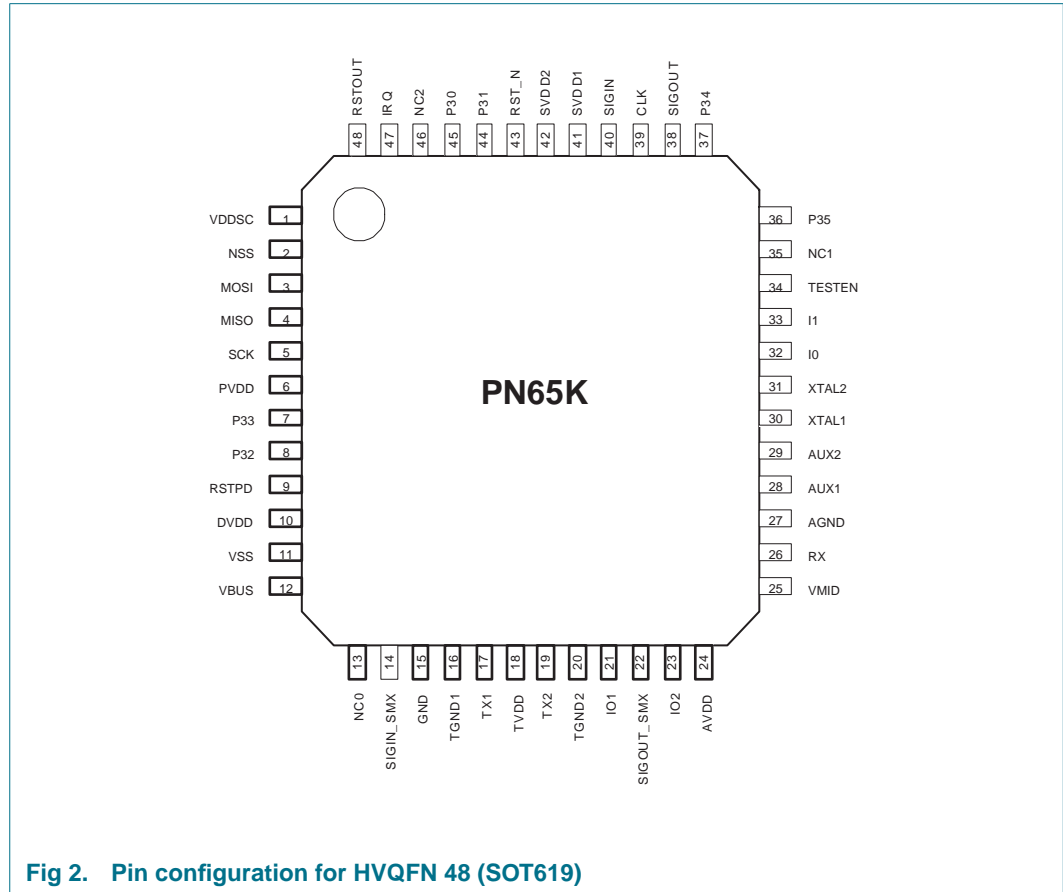 RSTOUT
IRQ
NC2
P30
P31
RST_N
SVDD2
SVDD1
SIGIN
CLK
SIGOUT
P34
48
47
46
45
44
43
42
41
40
39
38
37
VDDSC 1
NSS 2
MOSI 3
MISO 4
SCK 5
PVDD 6
P33 7
P32 8
RSTPD 9
DVDD 10
VSS 11
VBUS 12
PN65K
36 P35
35 NC1
34 TESTEN
33 I1
32 I0
31 XTAL2
30 XTAL1
29 AUX2
28 AUX1
27 AGND
26 RX
25 VMID
13
14
15
16
17
18
19
20
21
22
23
24
NC0
SIGIN_SMX
GND
TGND1
TX1
TVDD
TX2
TGND2
IO1
SIGOUT_SMX
IO2
AVDD
Fig 2. Pin configuration for HVQFN 48 (SOT619)